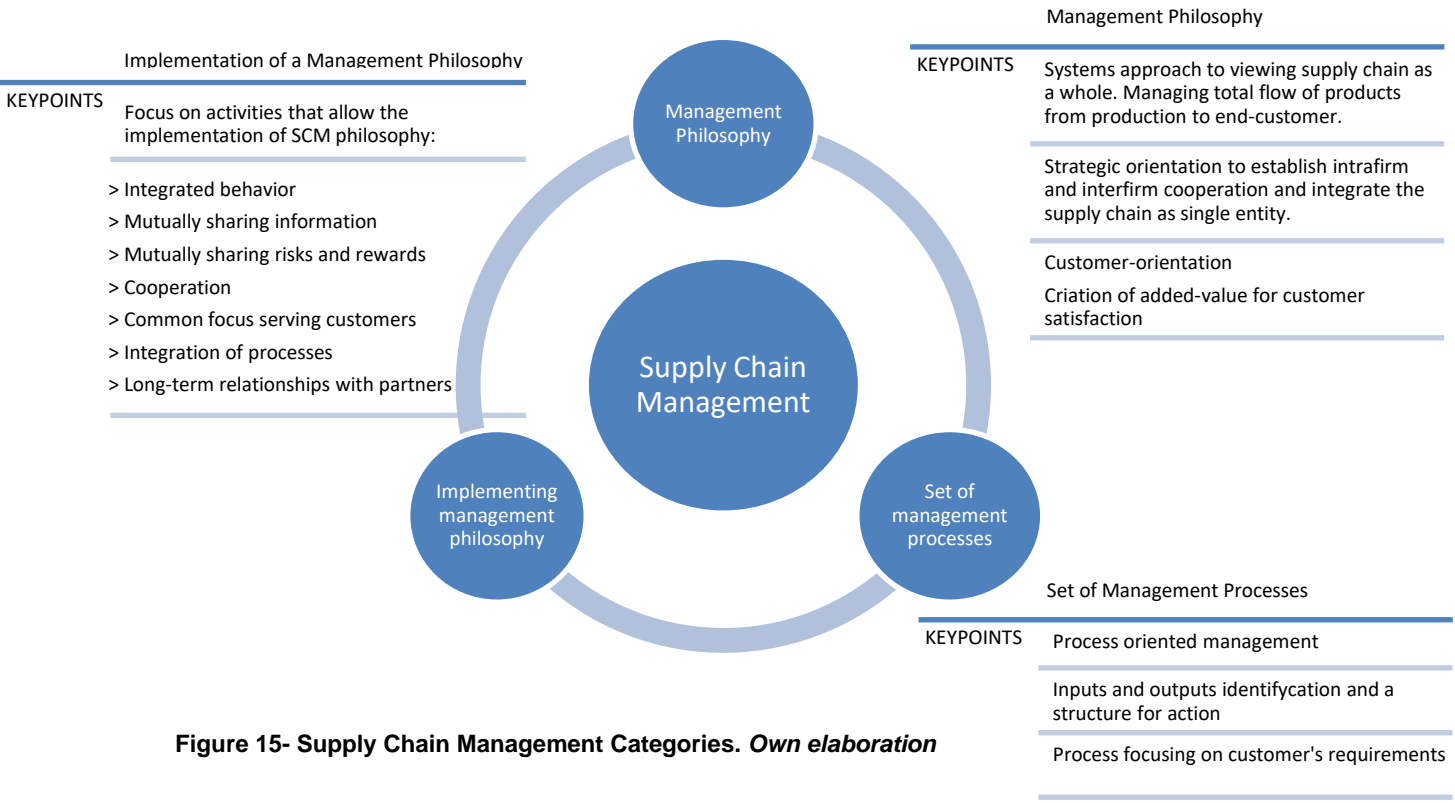 Implementation of a Management Philosophy
KEYPOINTS
Focus on activities that allow the
implementation of SCM philosophy:
> Integrated behavior
> Mutually sharing information
> Mutually sharing risks and rewards
> Cooperation
> Common focus serving customers
> Integration of processes
> Long-term relationships with partners
Management
Philosophy
Supply Chain
Management
Implementing
management
philosophy
Set of
management
processes
Management Philosophy
KEYPOINTS
Systems approach to viewing supply chain as
a whole. Managing total flow of products
from production to end-customer.
Strategic orientation to establish intrafirm
and interfirm cooperation and integrate the
supply chain as single entity.
Customer-orientation
Criation of added-value for customer
satisfaction
Set of Management Processes
KEYPOINTS
Process oriented management
Inputs and outputs identifycation and a
structure for action
Process focusing on customer's requirements
Figure 15- Supply Chain Management Categories. Own elaboration